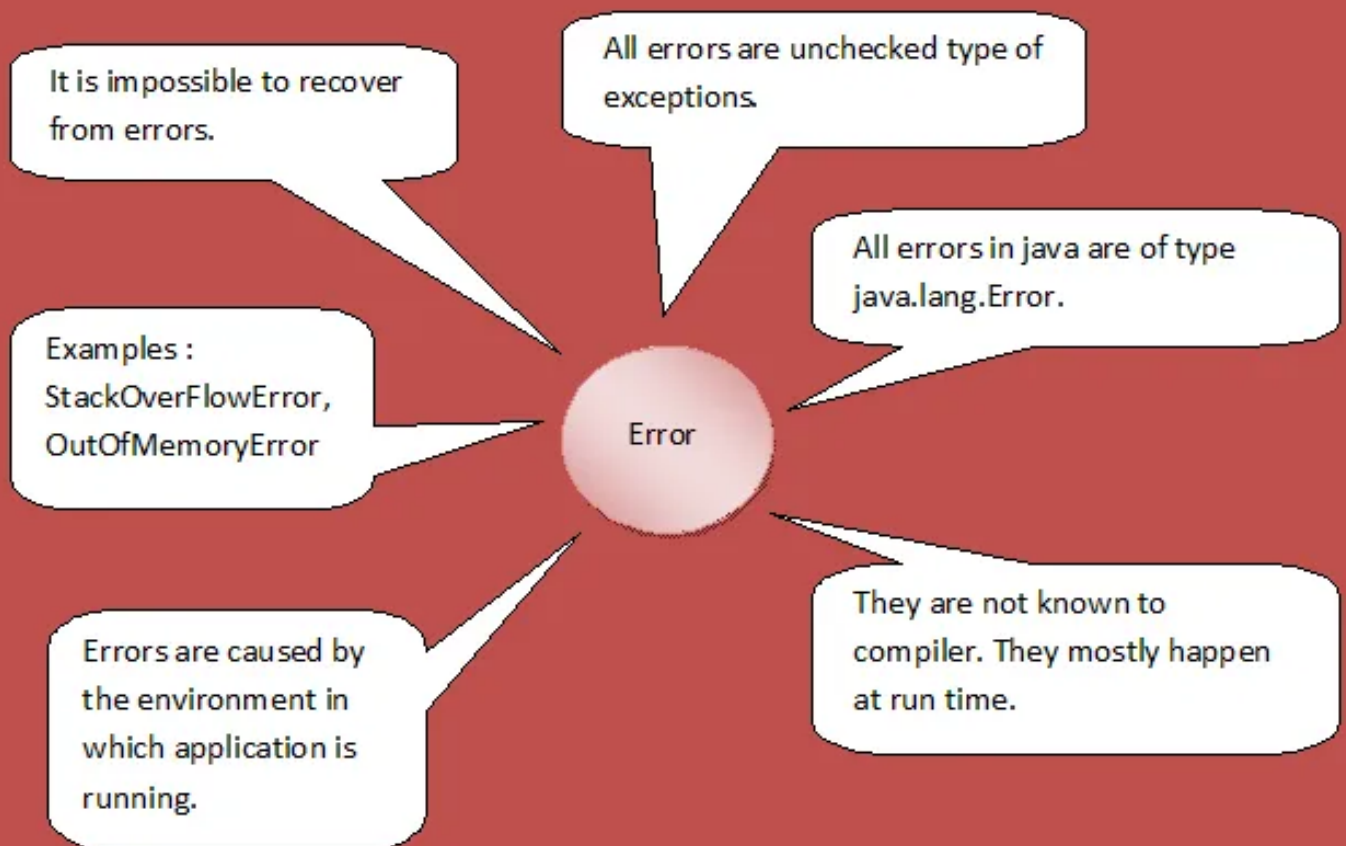 It is impossible to recover
from errors.
All errors are unchecked type of
exceptions.
All errors in java are of type
java.lang.Error.
Examples :
StackOverFlowError,
OutOfMemoryError
Error
Errors are caused by
the environment in
which application is
running.
They are not known to
compiler. They mostly happen
at run time.